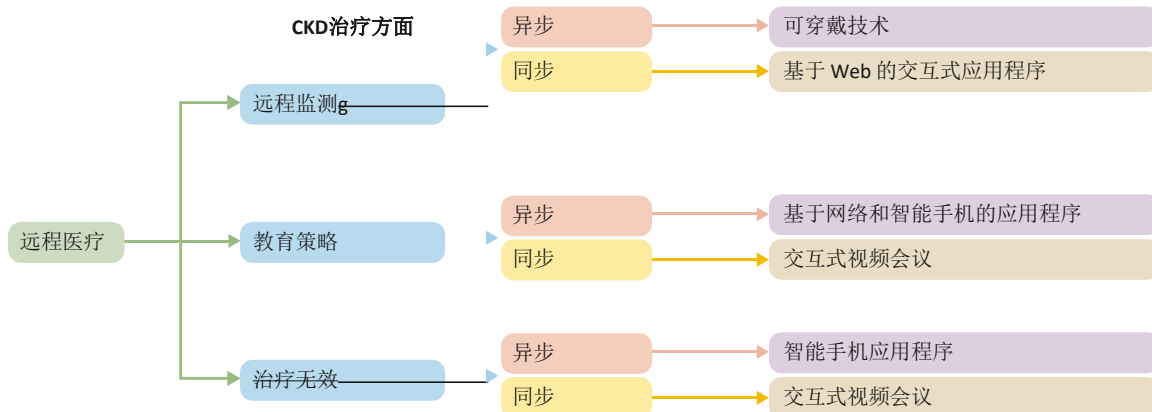 CKD治疗方面
异步
可穿戴技术
同步
基于 Web 的交互式应用程序
远程监测g
异步
基于网络和智能手机的应用程序
远程医疗
教育策略
同步
交互式视频会议
异步
智能手机应用程序
治疗无效
同步
交互式视频会议